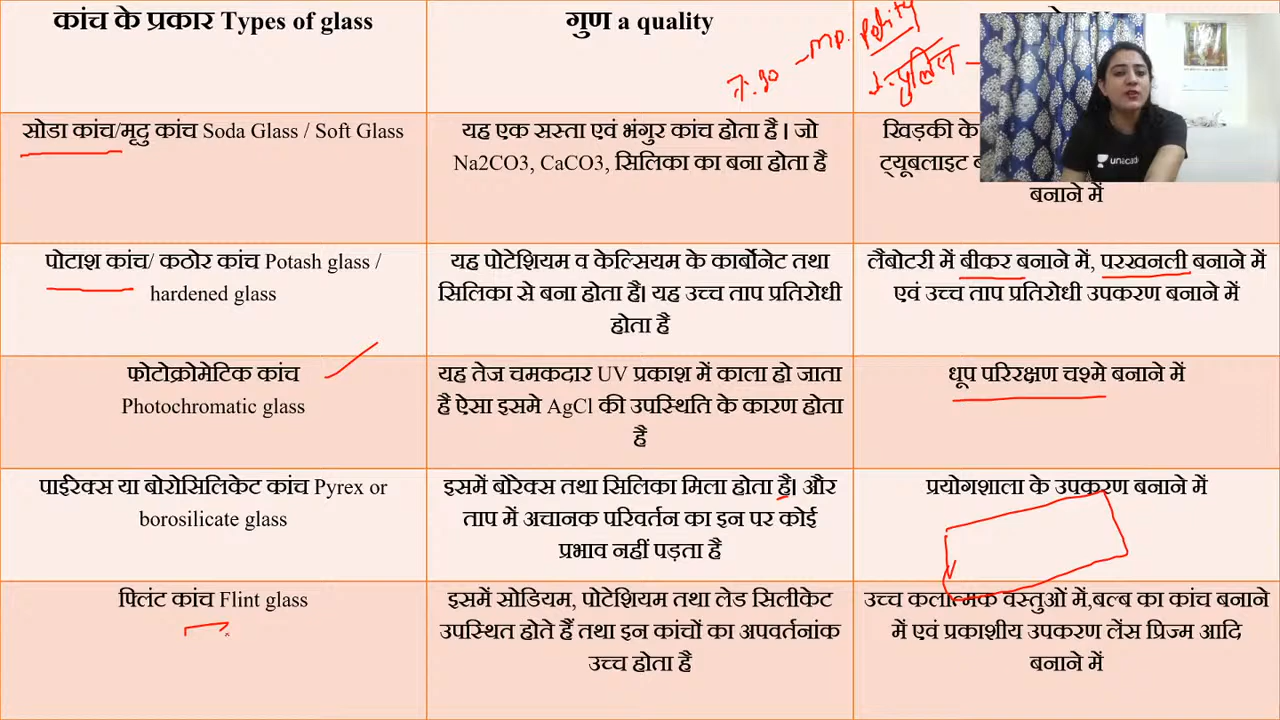 कांच के प्रकार Types of glass
गुण a quality
7:30 - MP. Polity
सोडा कांच/मृदु कांच Soda Glass / Soft Glass
यह एक सस्ता एवं भंगुर कांच होता है। जो
Na2CO3, CaCO3, सिलिका का बना होता है
खिड़की के
ट्यूबलाइट
बनाने में
unacade
पोटाश कांच/ कठोर कांच Potash glass /
hardened glass
यह पोटेशियम व केल्सियम के कार्बोनेट तथा
सिलिका से बना होता है। यह उच्च ताप प्रतिरोधी
होता है
लैबोटरी में बीकर बनाने में, परखनली बनाने में
एवं उच्च ताप प्रतिरोधी उपकरण बनाने में
फोटोक्रोमेटिक कांच
Photochromatic glass
यह तेज चमकदार UV प्रकाश में काला हो जाता
है ऐसा इसमे AgCl की उपस्थिति के कारण होता
है
धूप परिरक्षण चश्मे बनाने में
पाईरेक्स या बोरोसिलिकेट कांच Pyrex or
borosilicate glass
इसमें बौरेक्स तथा सिलिका मिला होता है। और
ताप में अचानक परिवर्तन का इन पर कोई
प्रभाव नहीं पड़ता है
प्रयोगशाला के उपकरण बनाने में
फ्लिंट कांच Flint glass
इसमें सोडियम, पोटेशियम तथा लेड सिलीकेट
उपस्थित होते हैं तथा इन कांचों का अपवर्तनांक
उच्च होता है
उच्च कलात्मक वस्तुओं में,बल्ब का कांच बनाने
में एवं प्रकाशीय उपकरण लेंस प्रिज्म आदि
बनाने में